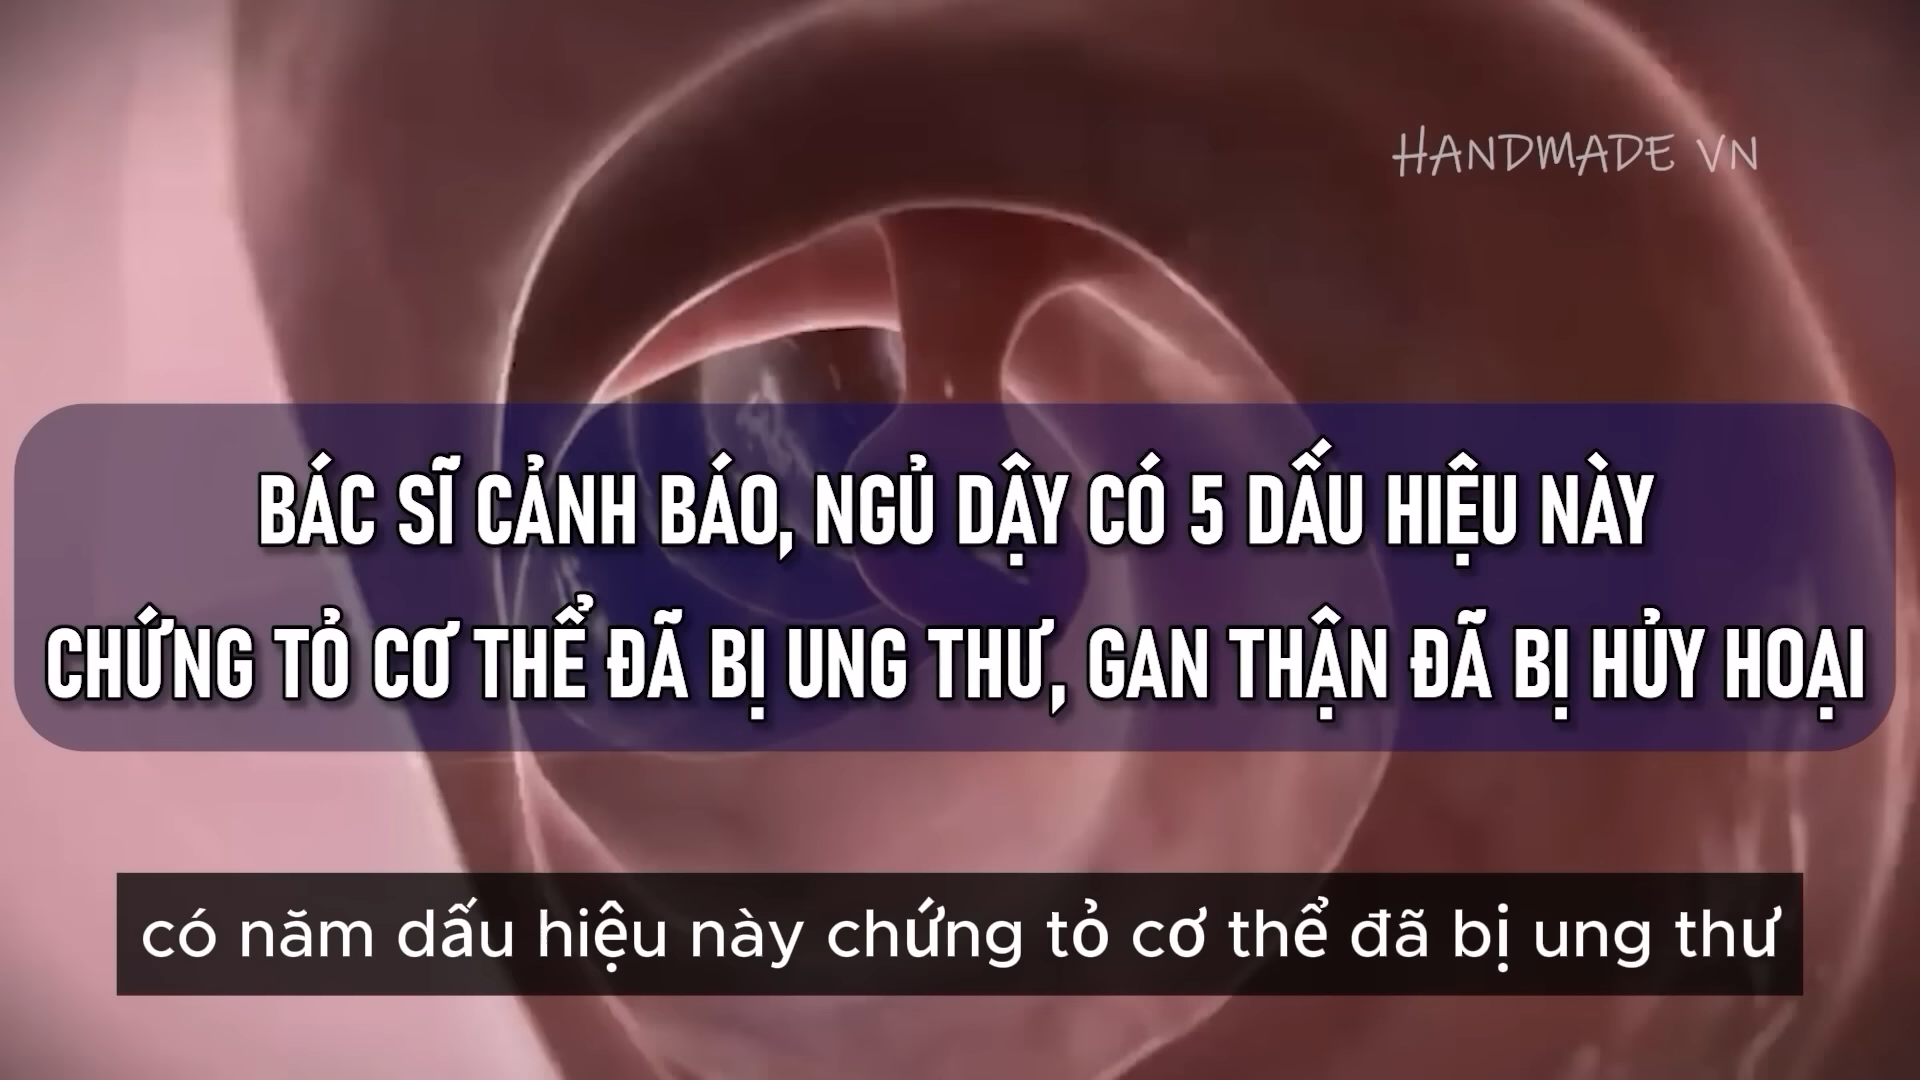 HANDMADE VN
BÁC SĨ CẢNH BÁO, NGỦ DẬY CÓ 5 DẤU HIỆU NÀY
CHỨNG TỎ CƠ THỂ ĐÃ BỊ UNG THƯ, GAN THẬN ĐÃ BỊ HỦY HOẠI
có năm dấu hiệu này chứng tỏ cơ thể đã bị ung thư